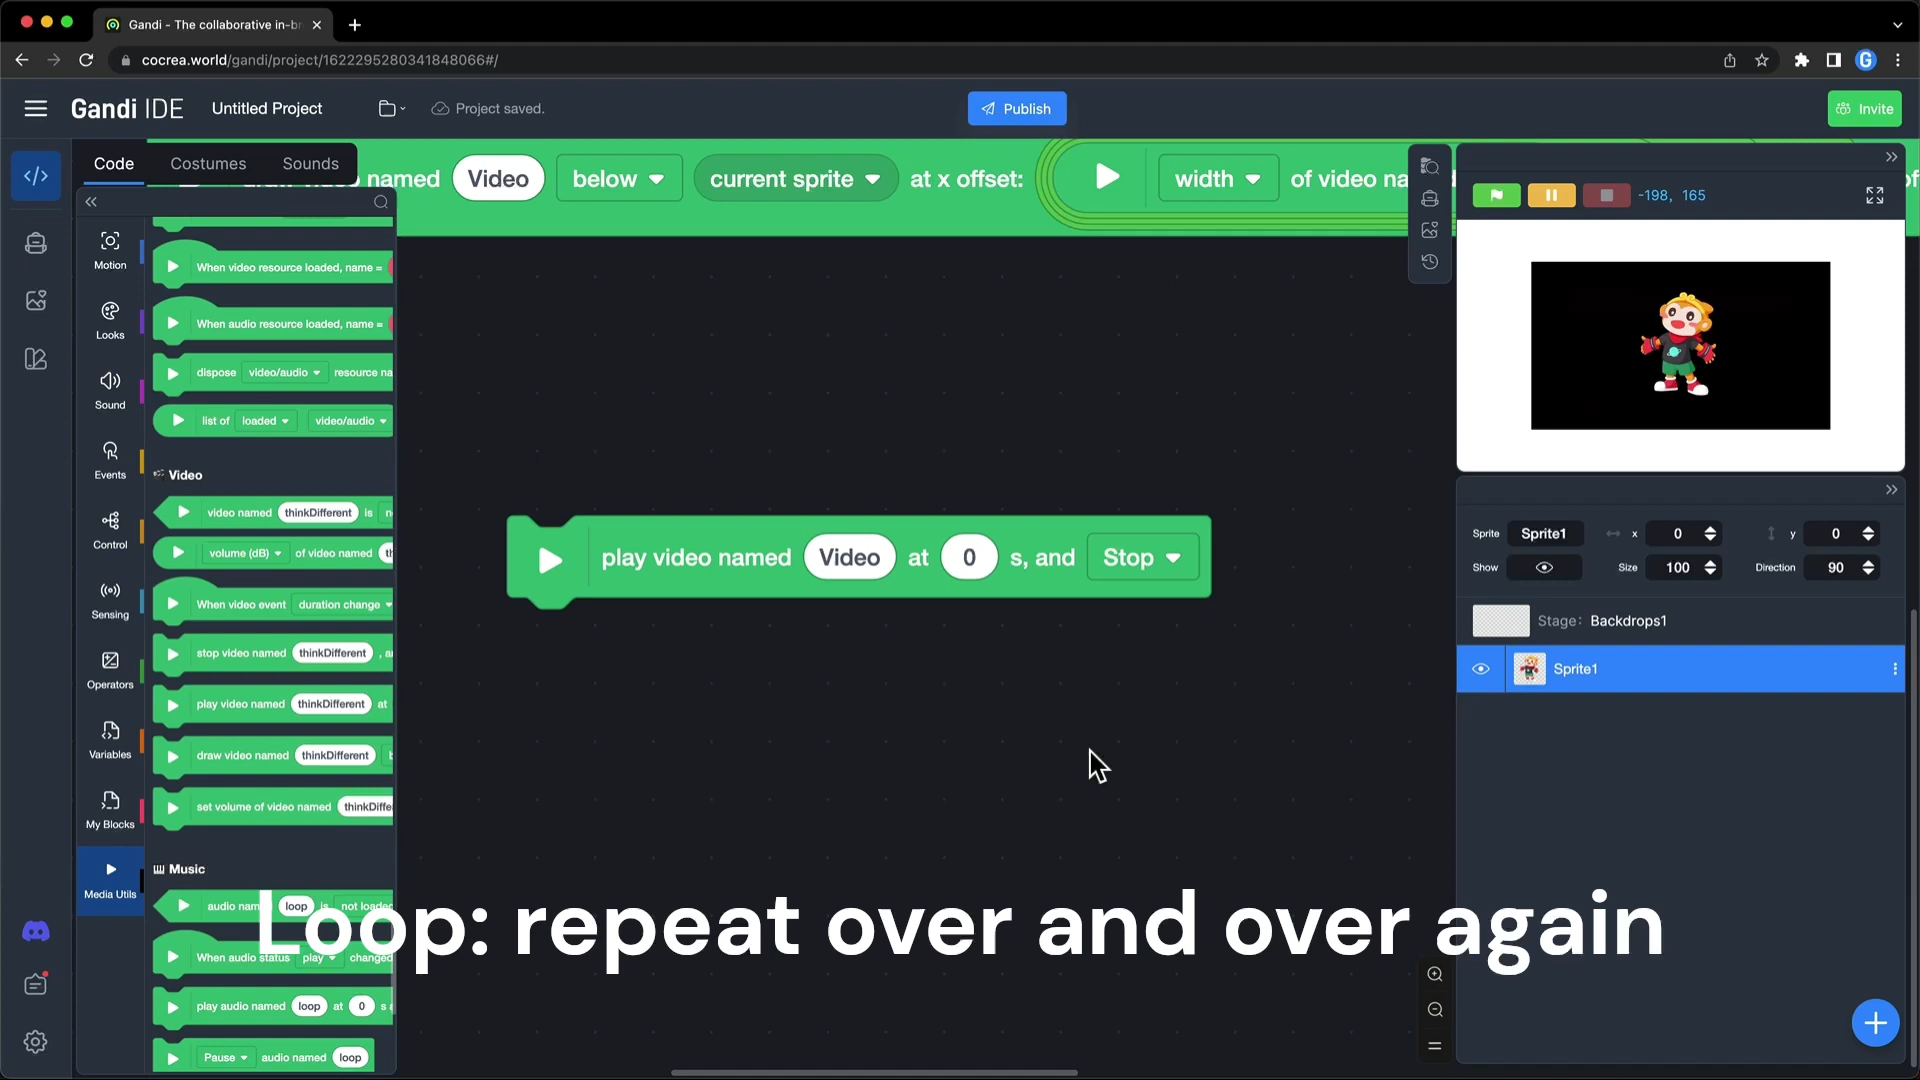 Gandi - The collaborative in-br
cocrea.world/gandi/project/1622295280341848066#/
Gandi IDE
Untitled Project
Project saved.
Publish
Invite
Code
Costumes
Sounds
named Video below current sprite at x offset: width of video na of
Motion
Looks
Sound
Events
Control
Sensing
Operators
Variables
My Blocks
Media Utils
When video resource loaded, name =
When audio resource loaded, name =
dispose video/audio resource na
list of loaded video/audio
Video
video named thinkDifferent is n
volume (dB) of video named th
When video event duration change
stop video named thinkDifferent , a
play video named thinkDifferent at
draw video named thinkDifferent b
set volume of video named thinkDiffe
Music
audio nam loop is not loaded
When audio status play changed
play audio named loop at 0 s a
Pause audio named loop
play video named Video at 0 s, and Stop
Loop: repeat over and over again
-198, 165
Sprite Sprite1 x 0 y 0
Show Size 100 Direction 90
Stage: Backdrops1
Sprite1